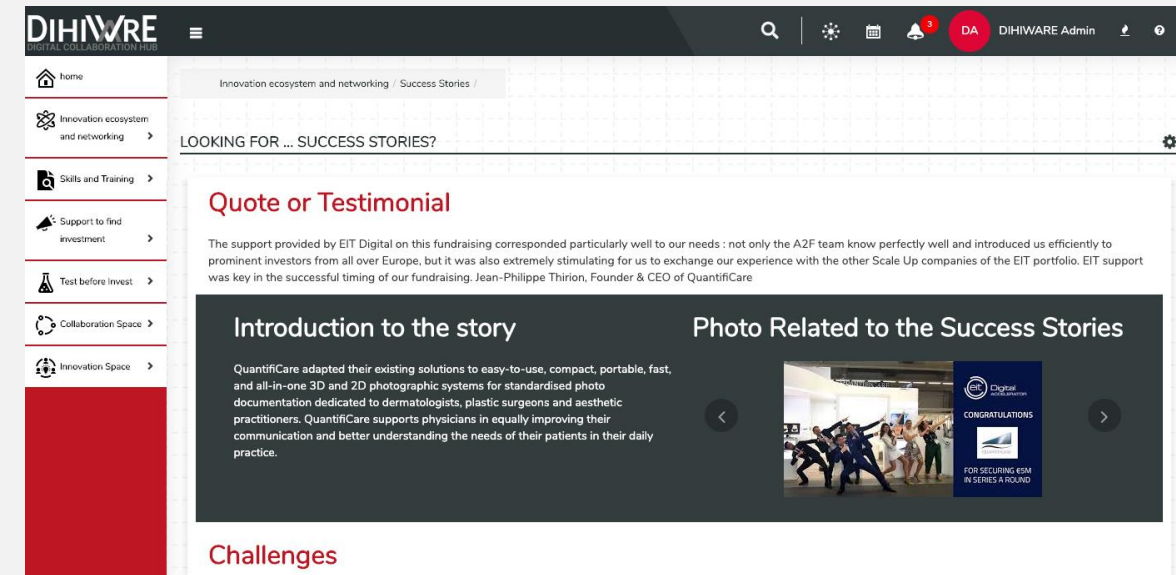 DIHIWARE
DIGITAL COLLABORATION HUB
3
DA
DIHIWARE Admin
home
Innovation ecosystem
and networking
Skills and Training
Support to find
investment
Test before Invest
Collaboration Space
Innovation Space
Innovation ecosystem and networking / Success Stories /
LOOKING FOR ... SUCCESS STORIES?
Quote or Testimonial
The support provided by EIT Digital on this fundraising corresponded particularly well to our needs : not only the A2F team know perfectly well and introduced us efficiently to
prominent investors from all over Europe, but it was also extremely stimulating for us to exchange our experience with the other Scale Up companies of the EIT portfolio. EIT support
was key in the successful timing of our fundraising. Jean-Philippe Thirion, Founder & CEO of QuantifiCare
Introduction to the story
QuantifiCare adapted their existing solutions to easy-to-use, compact, portable, fast,
and all-in-one 3D and 2D photographic systems for standardised photo
documentation dedicated to dermatologists, plastic surgeons and aesthetic
practitioners. QuantifiCare supports physicians in equally improving their
communication and better understanding the needs of their patients in their daily
practice.
Photo Related to the Success Stories
eit Digital
ACCELERATOR
CONGRATULATIONS
FOR SECURING €5M
IN SERIES A ROUND
Challenges